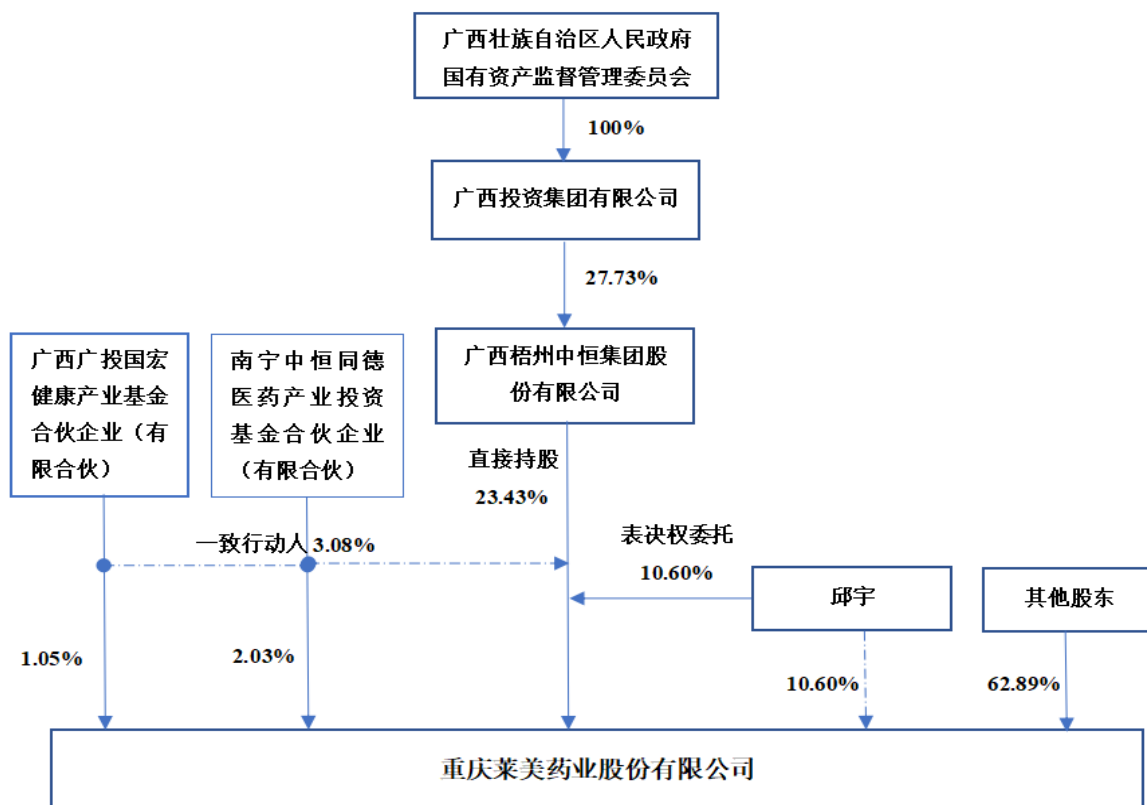 广西壮族自治区人民政府
国有资产监督管理委员会
100%
广西投资集团有限公司
27.73%
广西广投国宏
健康产业基金
合伙企业（有
限合伙）
南宁中恒同德
医药产业投资
基金合伙企业
（有限合伙）
广西梧州中恒集团股
份有限公司
直接持股
23.43%
一致行动人 3.08%
表决权委托
10.60%
邱宇
其他股东
1.05%
2.03%
10.60%
62.89%
重庆莱美药业股份有限公司